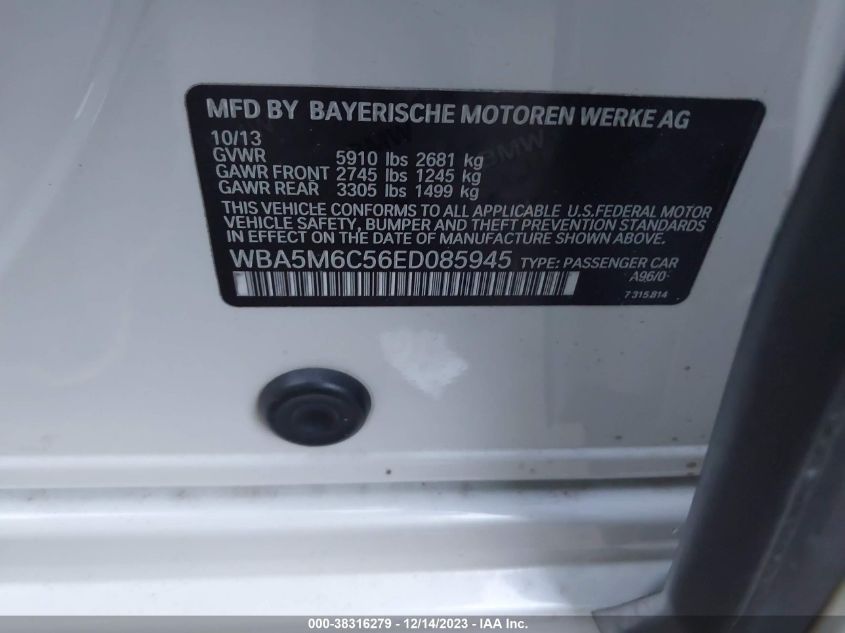 MFD BY BAYERISCHE MOTOREN WERKE AG
10/13
GVWR 5910 lbs 2681 kg
GAWR FRONT 2745 lbs 1245 kg
GAWR REAR 3305 lbs 1499 kg
THIS VEHICLE CONFORMS TO ALL APPLICABLE U.S.FEDERAL MOTOR
VEHICLE SAFETY, BUMPER AND THEFT PREVENTION STANDARDS
IN EFFECT ON THE DATE OF MANUFACTURE SHOWN ABOVE.
WBA5M6C56ED085945 TYPE: PASSENGER CAR
A96/0
7315814
000-38316279 - 12/14/2023 - IAA Inc.